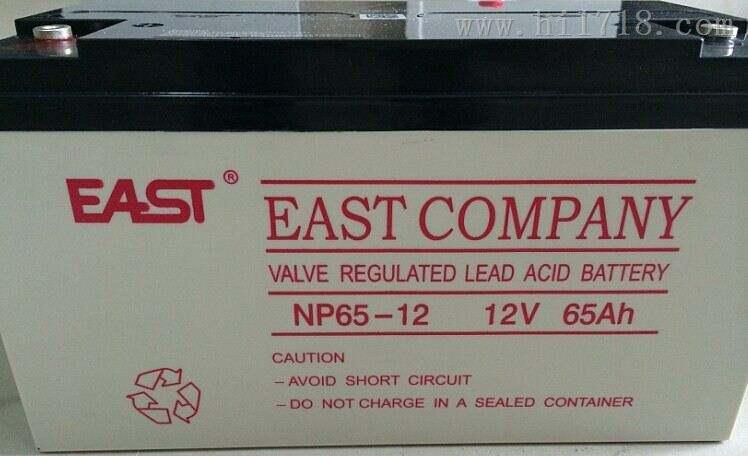 www.hi1718.com
EAST®
EAST COMPANY
VALVE REGULATED LEAD ACID BATTERY
NP65-12 12V 65Ah
CAUTION
- AVOID SHORT CIRCUIT
- DO NOT CHARGE IN A SEALED CONTAINER